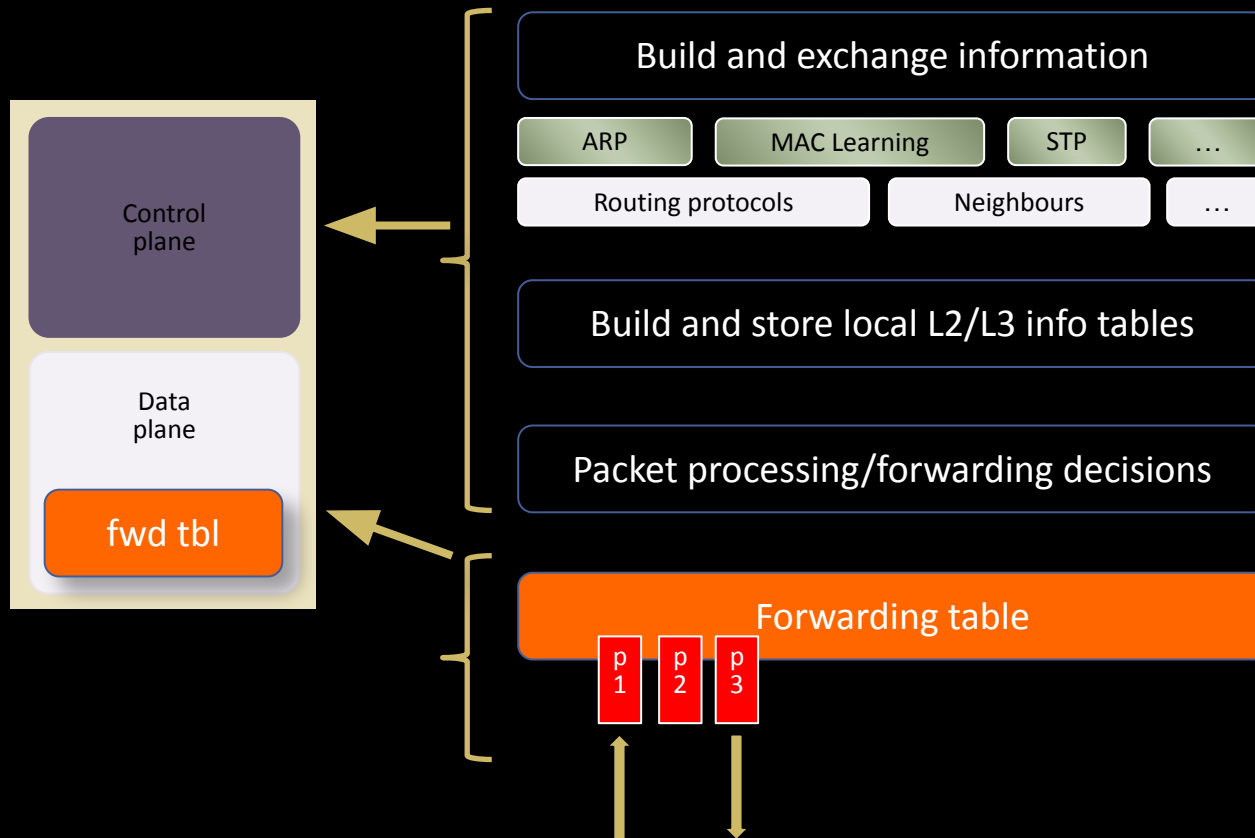 Build and exchange information
ARP
MAC Learning
STP
...
Routing protocols
Neighbours
...
Control
plane
Build and store local L2/L3 info tables
Data
plane
Packet processing/forwarding decisions
fwd tbl
Forwarding table
p
1
p
2
p
3